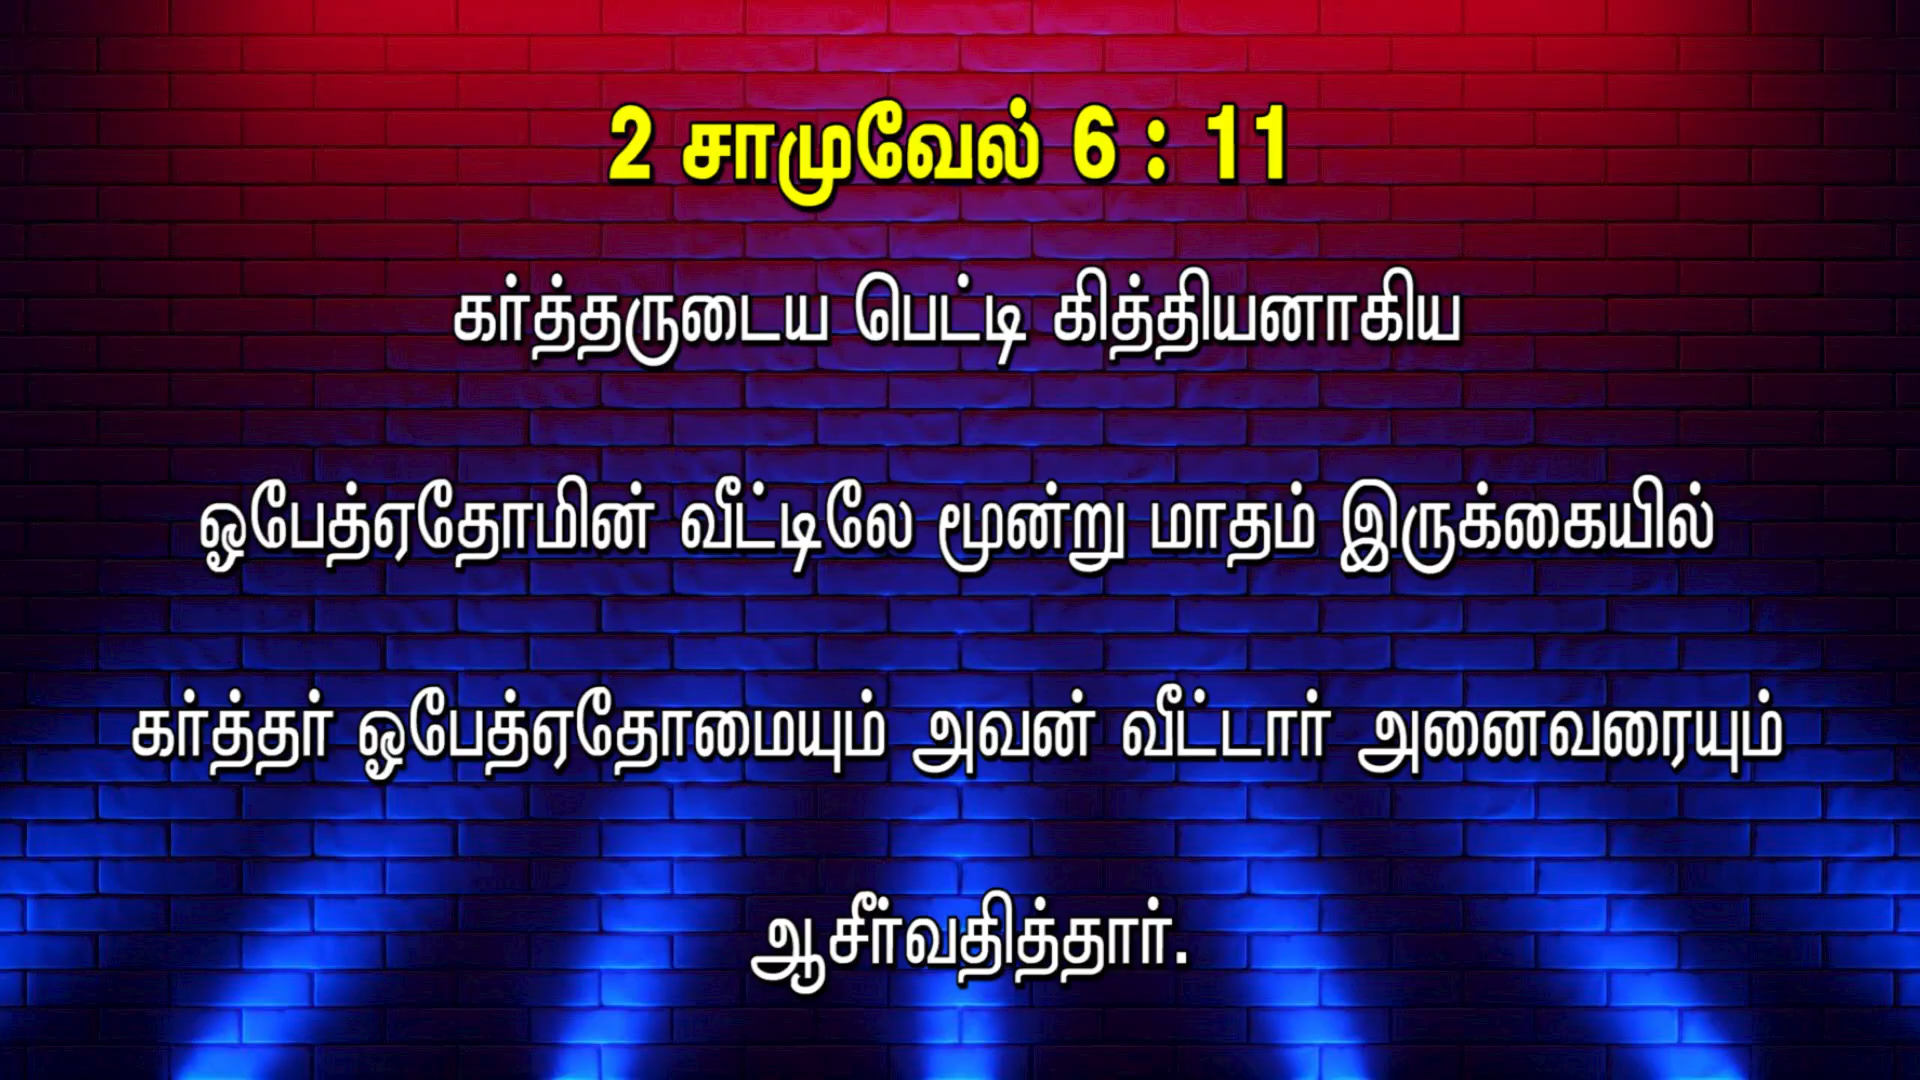 2 சாமுவேல் 6 : 11
கர்த்தருடைய பெட்டி கித்தியனாகிய
ஓபேத்ஏதோமின் வீட்டிலே மூன்று மாதம் இருக்கையில்
கர்த்தர் ஓபேத்ஏதோமையும் அவன் வீட்டார் அனைவரையும்
ஆசீர்வதித்தார்.